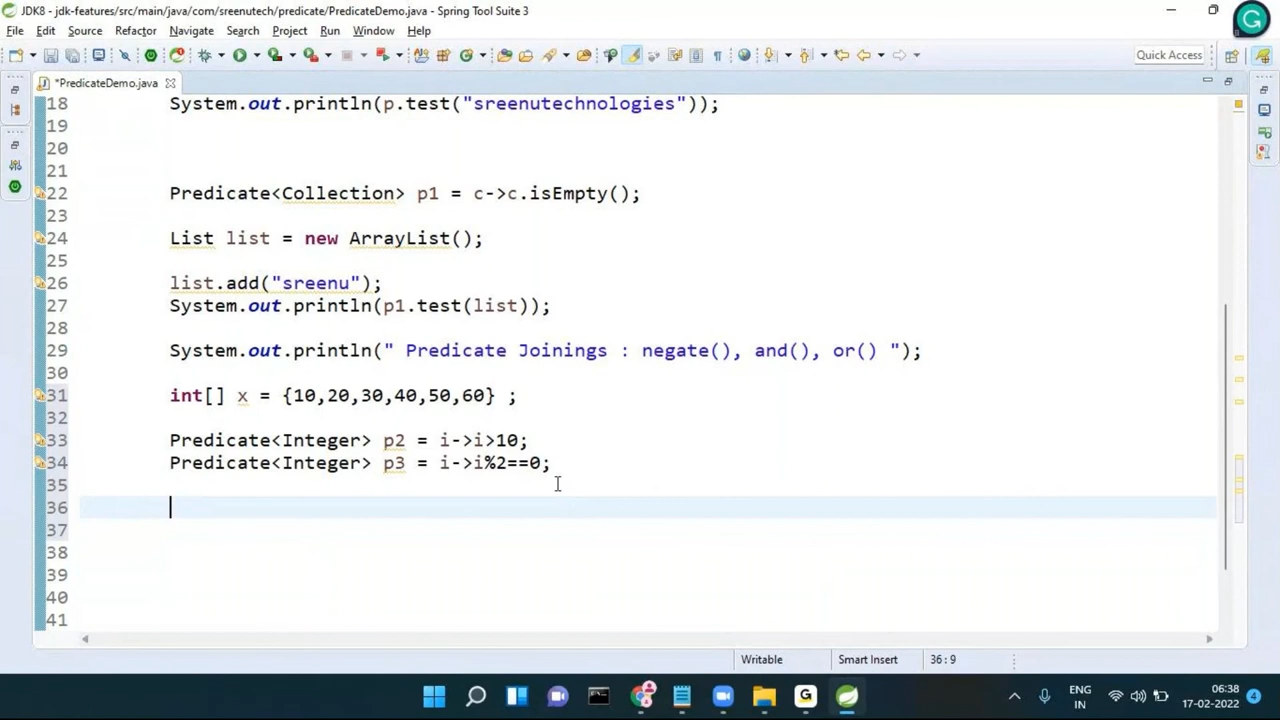 JDK8 - jdk-features/src/main/java/com/sreenutech/predicate/PredicateDemo.java - Spring Tool Suite 3
File Edit Source Refactor Navigate Search Project Run Window Help
Quick Access
*PredicateDemo.java
18 System.out.println(p.test("sreenutechnologies"));
19
20
21
22 Predicate<Collection> p1 = c->c.isEmpty();
23
24 List list = new ArrayList();
25
26 list.add("sreenu");
27 System.out.println(p1.test(list));
28
29 System.out.println(" Predicate Joinings : negate(), and(), or() ");
30
31 int[] x = {10,20,30,40,50,60} ;
32
33 Predicate<Integer> p2 = i->i>10;
34 Predicate<Integer> p3 = i->i%2==0;
35
36
37
38
39
40
41
Writable Smart Insert 36 : 9
ENG
IN
06:38
17-02-2022
4